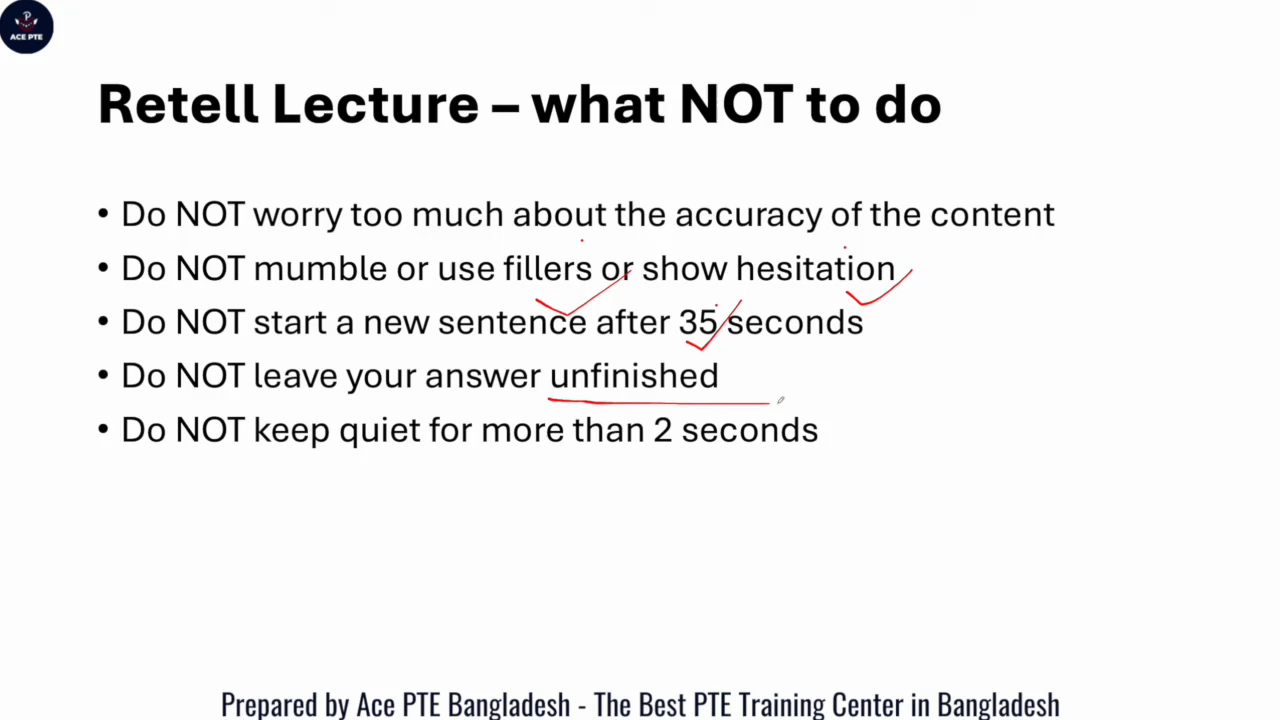 ACE PTE
Retell Lecture – what NOT to do
• Do NOT worry too much about the accuracy of the content
• Do NOT mumble or use fillers or show hesitation
• Do NOT start a new sentence after 35 seconds
• Do NOT leave your answer unfinished
• Do NOT keep quiet for more than 2 seconds
Prepared by Ace PTE Bangladesh - The Best PTE Training Center in Bangladesh